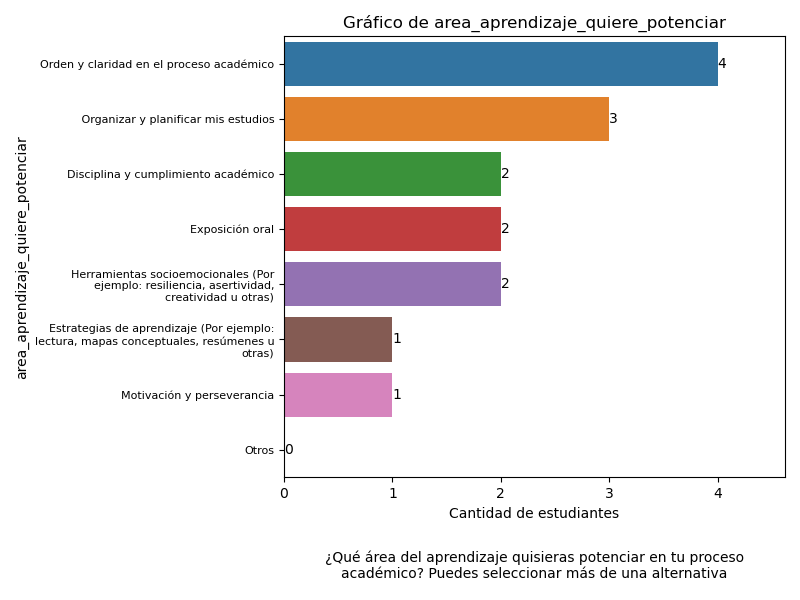 Gráfico de area_aprendizaje_quiere_potenciar
area_aprendizaje_quiere_potenciar
Orden y claridad en el proceso académico
4
Organizar y planificar mis estudios
3
Disciplina y cumplimiento académico
2
Exposición oral
2
Herramientas socioemocionales (Por
ejemplo: resiliencia, asertividad,
creatividad u otras)
2
Estrategias de aprendizaje (Por ejemplo:
lectura, mapas conceptuales, resúmenes u
otras)
1
Motivación y perseverancia
1
Otros
0
0 1 2 3 4
Cantidad de estudiantes
¿Qué área del aprendizaje quisieras potenciar en tu proceso
académico? Puedes seleccionar más de una alternativa